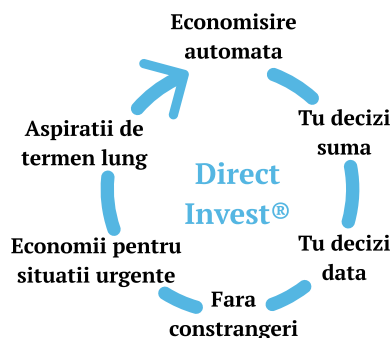 Economisire
automata
Tu decizi
suma
Tu decizi
data
Fara
constrangeri
Economii pentru
situatii urgente
Aspiratii de
termen lung
Direct
Invest®